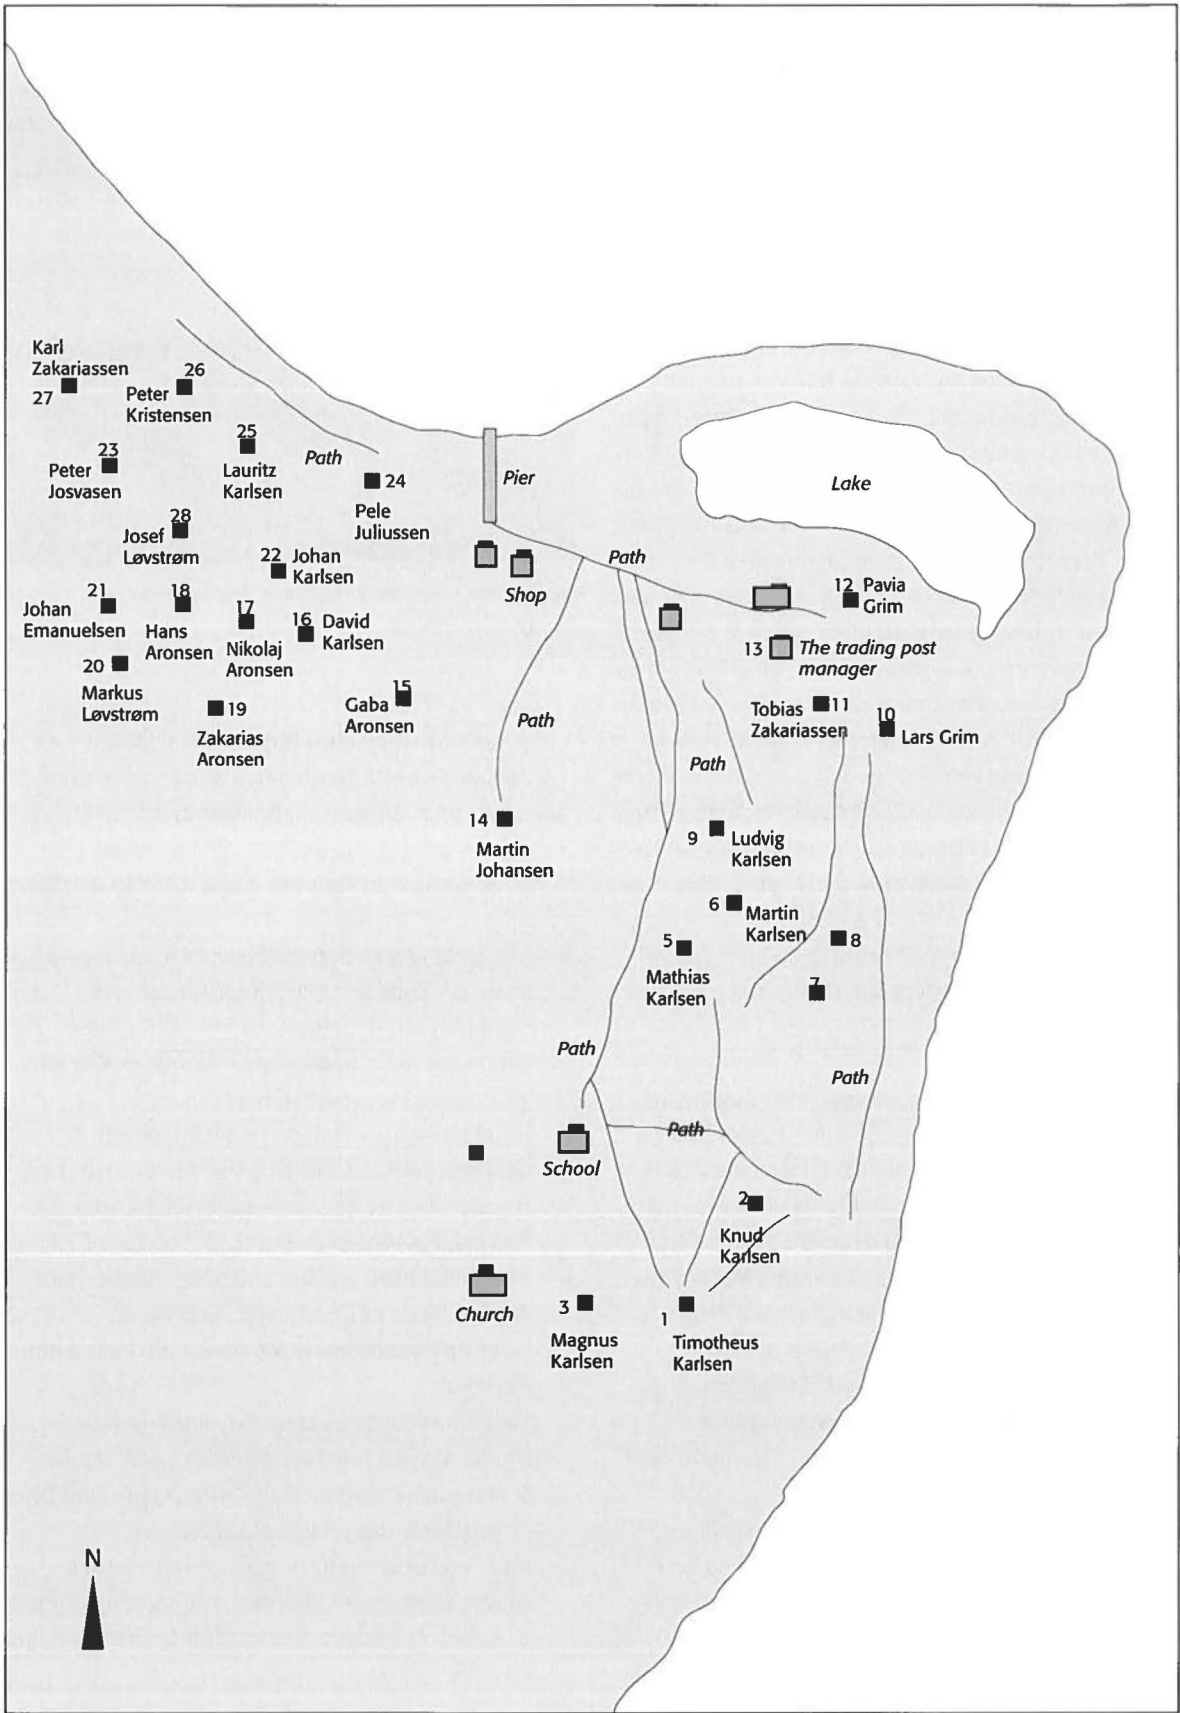 Karl
Zakariassen
27
26
Peter
Kristensen
25
Lauritz
Karlsen
23
Peter
Josvasen
Path
24
Pele
Juliussen
Pier
Lake
28
Josef
Løvstrøm
22
Johan
Karlsen
Shop
Path
12
Pavia
Grim
21
Johan
Emanuelsen
18
Hans
Aronsen
17
Nikolaj
Aronsen
16
David
Karlsen
13
The trading post
manager
20
Markus
Løvstrøm
19
Zakarias
Aronsen
15
Gaba
Aronsen
Path
11
Tobias
Zakariassen
10
Lars Grim
Path
14
Martin
Johansen
9
Ludvig
Karlsen
6
Martin
Karlsen
5
Mathias
Karlsen
8
7
Path
Path
Path
School
2
Knud
Karlsen
Church
3
Magnus
Karlsen
1
Timotheus
Karlsen
N